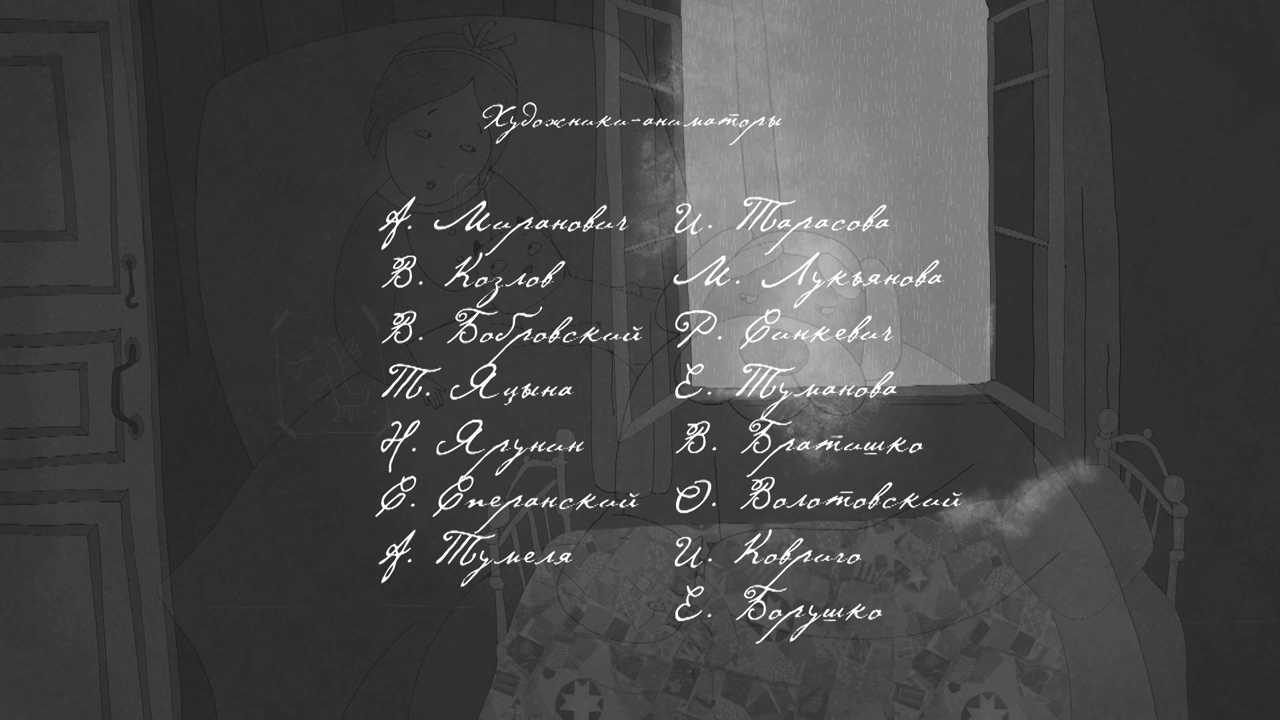 Художники-аниматоры
А. Миранович
В. Козлов
В. Бобровский
Т. Яцына
Н. Ярунин
С. Сперанский
А. Тумеля
И. Тарасова
М. Лукьянова
Р. Синкевич
Е. Туманова
В. Братишко
О. Волотовский
И. Ковриго
Е. Борушко